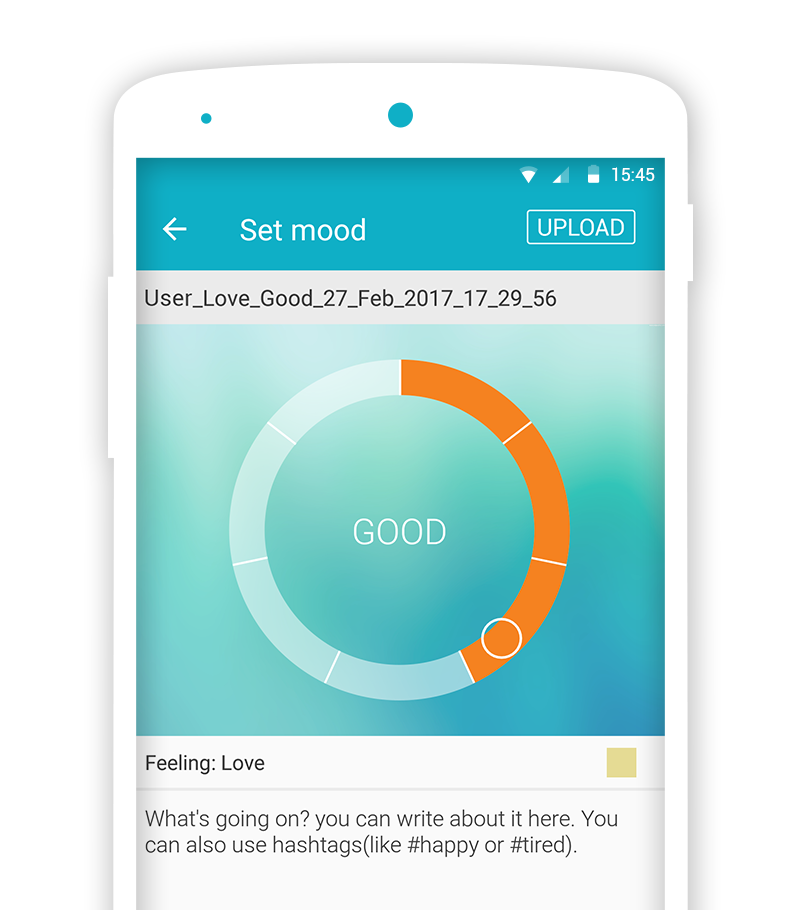 15:45
Set mood
UPLOAD
User_Love_Good_27_Feb_2017_17_29_56
GOOD
Feeling: Love
What's going on? you can write about it here. You
can also use hashtags(like #happy or #tired).